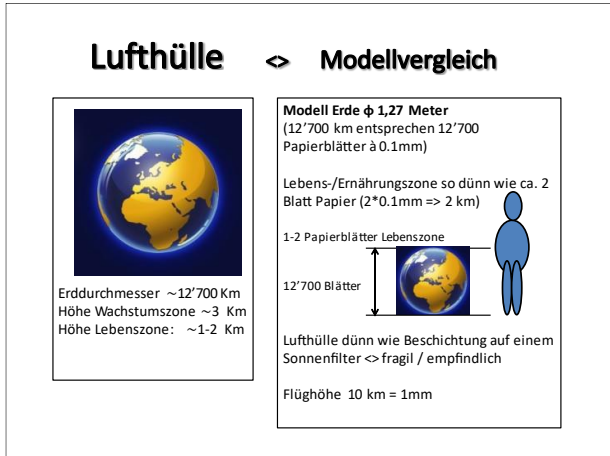 Lufthülle <> Modellvergleich
Erddurchmesser ~12’700 Km
Höhe Wachstumszone ~3 Km
Höhe Lebenszone: ~1-2 Km
Modell Erde ф 1,27 Meter
(12’700 km entsprechen 12’700
Papierblätter à 0.1mm)
Lebens-/Ernährungszone so dünn wie ca. 2
Blatt Papier (2*0.1mm => 2 km)
1-2 Papierblätter Lebenszone
12’700 Blätter
Lufthülle dünn wie Beschichtung auf einem
Sonnenfilter <> fragil / empfindlich
Flüghöhe 10 km = 1mm